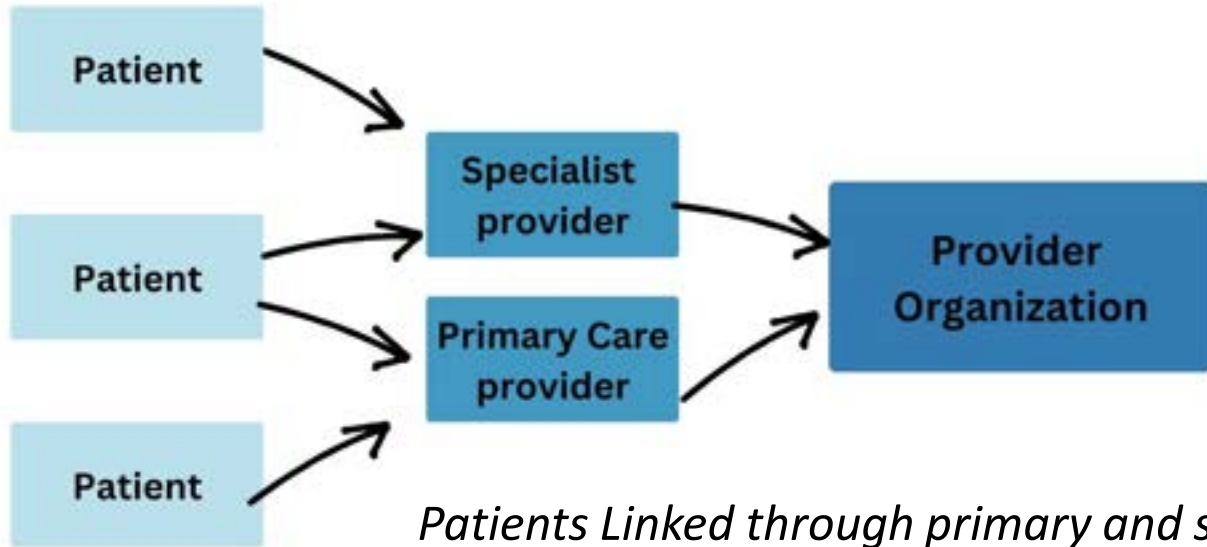 Patient
Specialist
provider
Patient
Provider
Organization
Primary Care
provider
Patient
Patients Linked through primary and s